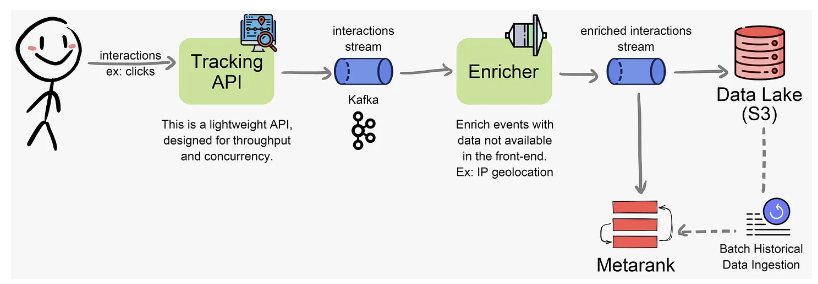 interactions
ex: clicks
Tracking
API
This is a lightweight API,
designed for throughput
and concurrency.
interactions
stream
Kafka
Enricher
Enrich events with
data not available
in the front-end.
Ex: IP geolocation
enriched interactions
stream
Data Lake
(S3)
Metarank
Batch Historical
Data Ingestion